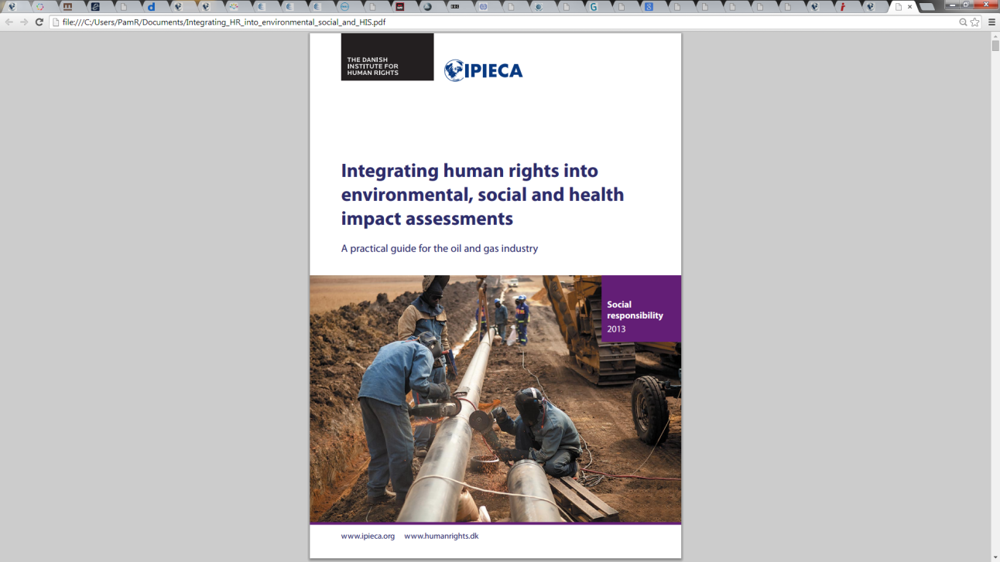 file:///C:/Users/PamR/Documents/Integrating_HR_into_environmental_social_and_HIS.pdf
THE DANISH
INSTITUTE FOR
HUMAN RIGHTS
IPIECA
Integrating human rights into
environmental, social and health
impact assessments
A practical guide for the oil and gas industry
Social
responsibility
2013
www.ipieca.org www.humanrights.dk